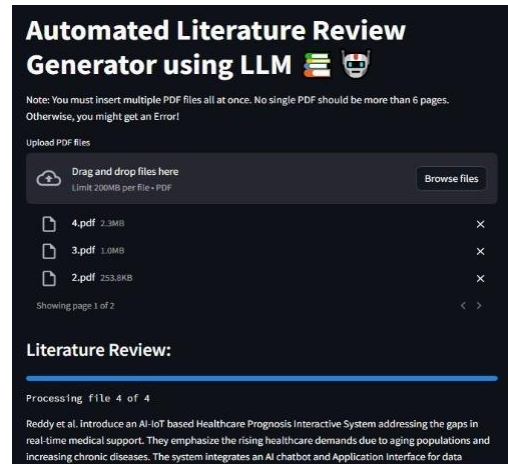 Automated Literature Review
Generator using LLM
Note: You must insert multiple PDF files all at once. No single PDF should be more than 6 pages.
Otherwise, you might get an Error!
Upload PDF files
Drag and drop files here
Limit 200MB per file • PDF
Browse files
4.pdf 2.3MB
3.pdf 1.0MB
2.pdf 253.8KB
Showing page 1 of 2
Literature Review:
Processing file 4 of 4
Reddy et al. introduce an AI-IoT based Healthcare Prognosis Interactive System addressing the gaps in
real-time medical support. They emphasize the rising healthcare demands due to aging populations and
increasing chronic diseases. The system integrates an AI chatbot and Application Interface for data